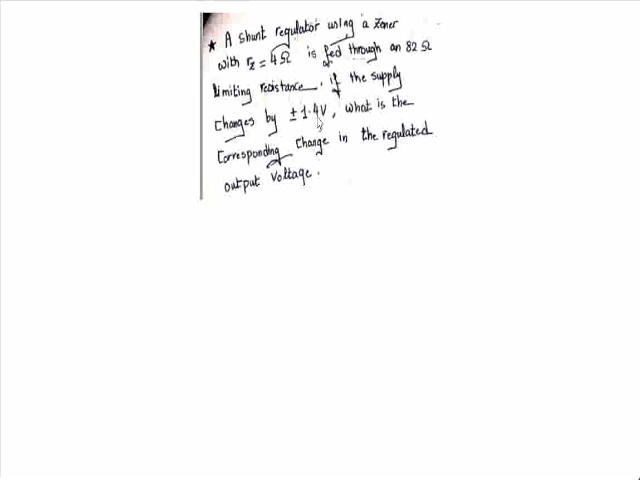 ★ A shunt regulator using a zener
with rz = 4Ω is fed through an 82 Ω
limiting resistance. if the supply
changes by ± 1.4V, what is the
corresponding change in the regulated
output voltage.